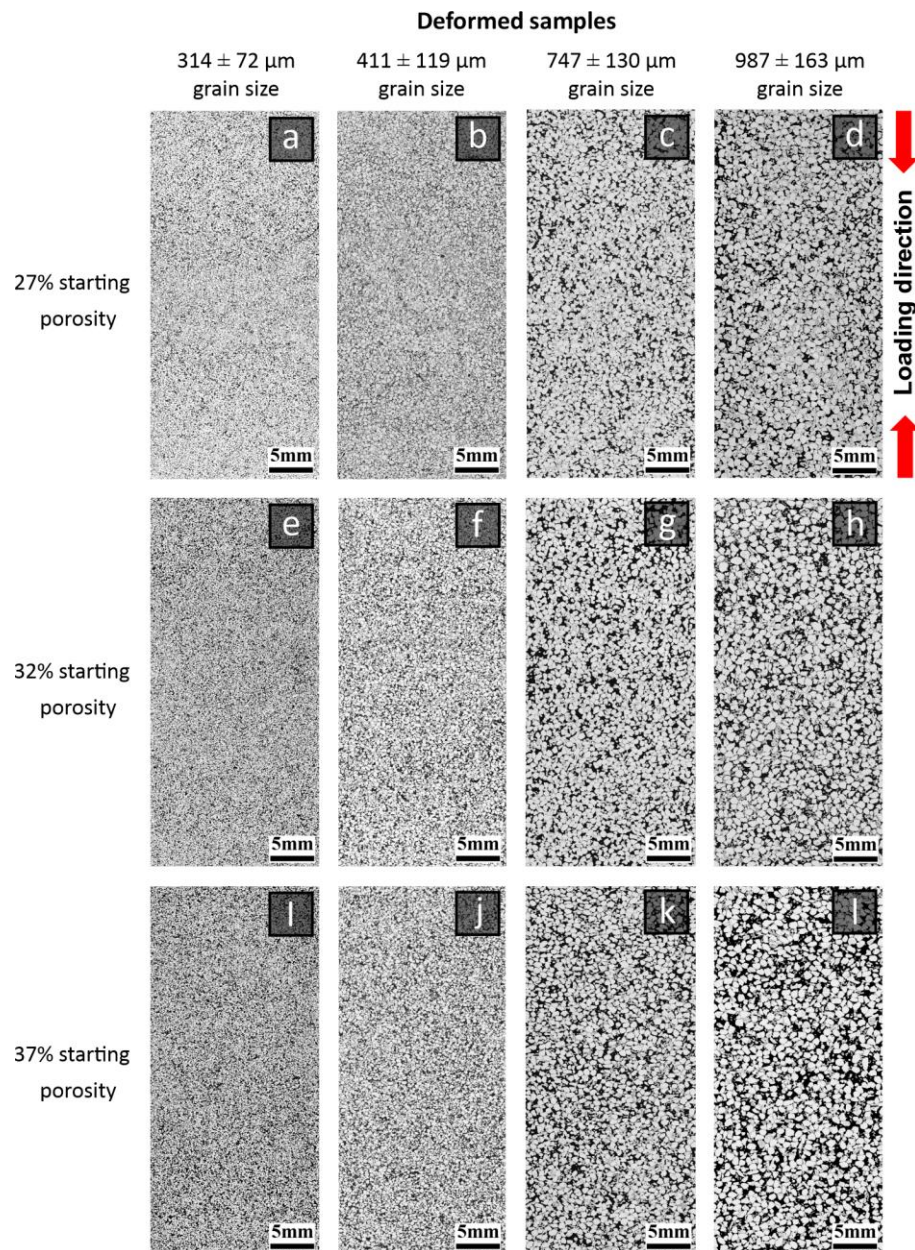 Deformed samples
314 ± 72 µm
grain size
411 ± 119 µm
grain size
747 ± 130 µm
grain size
987 ± 163 µm
grain size
27% starting
porosity
a
b
c
d
5mm
5mm
5mm
5mm
Loading direction
32% starting
porosity
e
f
g
h
5mm
5mm
5mm
5mm
37% starting
porosity
I
j
k
l
5mm
5mm
5mm
5mm